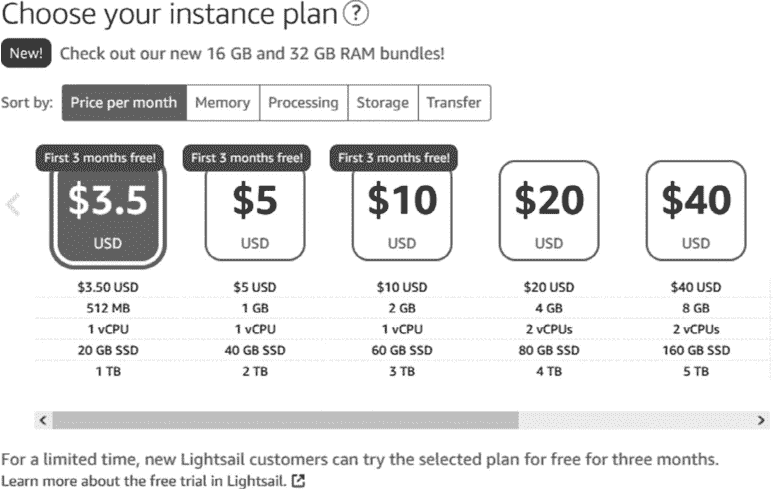 Choose your instance plan ?
New! Check out our new 16 GB and 32 GB RAM bundles!
Sort by: Price per month Memory Processing Storage Transfer
First 3 months free! First 3 months free! First 3 months free!
$3.5 $5 $10 $20 $40
USD USD USD USD USD
$3.50 USD $5 USD $10 USD $20 USD $40 USD
512 MB 1 GB 2 GB 4 GB 8 GB
1 vCPU 1 vCPU 1 vCPU 2 vCPUs 2 vCPUs
20 GB SSD 40 GB SSD 60 GB SSD 80 GB SSD 160 GB SSD
1 TB 2 TB 3 TB 4 TB 5 TB
For a limited time, new Lightsail customers can try the selected plan for free for three months.
Learn more about the free trial in Lightsail.